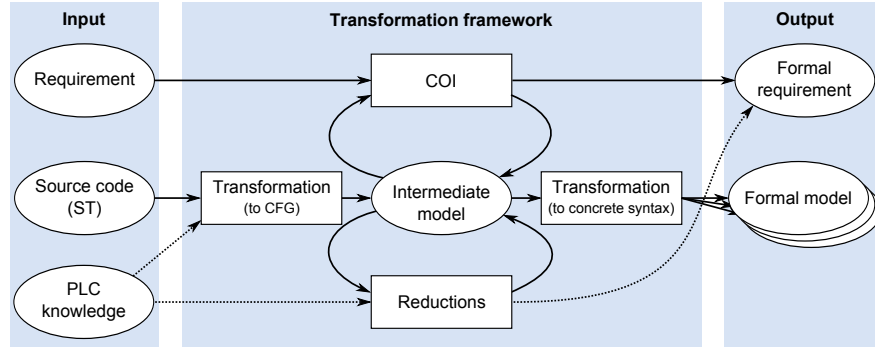 Input
Transformation framework
Output
Requirement
COI
Formal
requirement
Source code
(ST)
Transformation
(to CFG)
Intermediate
model
Transformation
(to concrete syntax)
Formal model
PLC
knowledge
Reductions